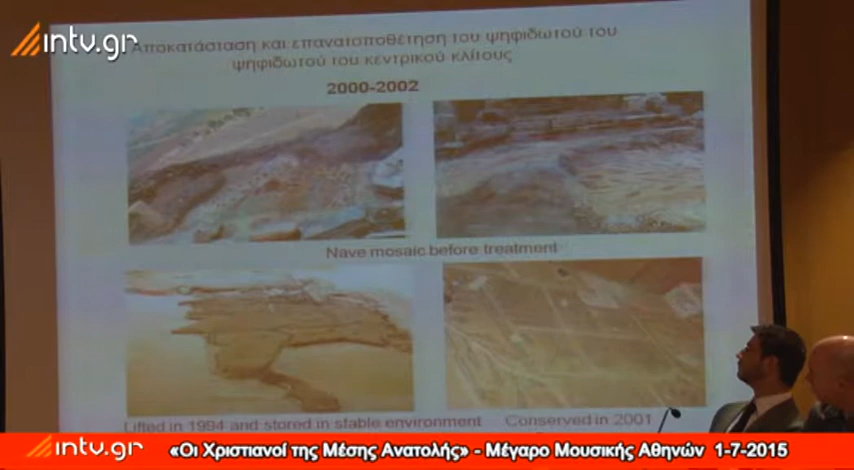 intv.gr
Αποκατάσταση και επανατοποθέτηση του ψηφιδωτού του
ψηφιδωτού του κεντρικού κλίτους
2000-2002
Nave mosaic before treatment
Lifted in 1994 and stored in stable environment
Conserved in 2001
intv.gr
«Οι Χριστιανοί της Μέσης Ανατολής» - Μέγαρο Μουσικής Αθηνών 1-7-2015